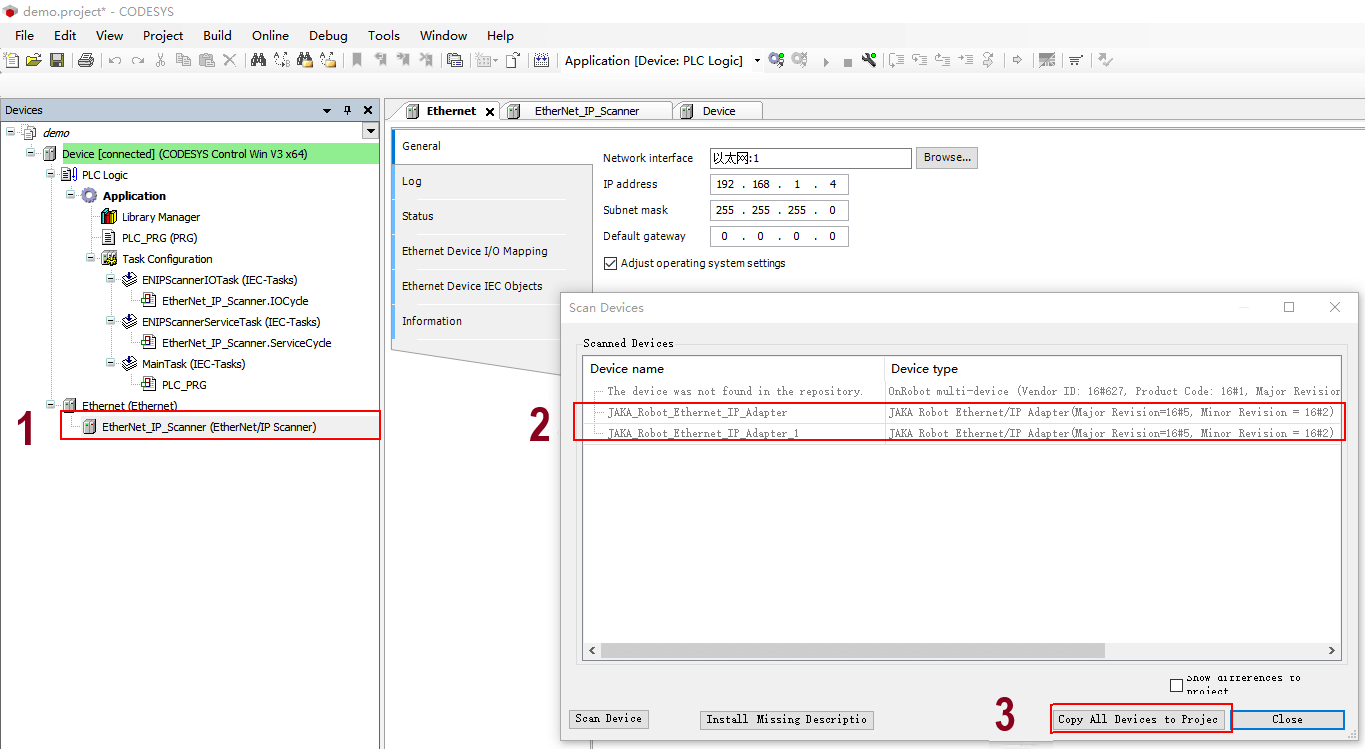 demo.project* - CODESYS
File Edit View Project Build Online Debug Tools Window Help
Application [Device: PLC Logic]
Devices
demo
Device [connected] (CODESYS Control Win V3 x64)
PLC Logic
Application
Library Manager
PLC_PRG (PRG)
Task Configuration
ENIPScannerIOTask (IEC-Tasks)
EtherNet_IP_Scanner.IOCycle
ENIPScannerServiceTask (IEC-Tasks)
EtherNet_IP_Scanner.ServiceCycle
MainTask (IEC-Tasks)
PLC_PRG
Ethernet (Ethernet)
1
EtherNet_IP_Scanner (EtherNet/IP Scanner)
Ethernet EtherNet_IP_Scanner Device
General
Log
Status
Ethernet Device I/O Mapping
Ethernet Device IEC Objects
Information
Network interface 以太网:1 Browse...
IP address 192 . 168 . 1 . 4
Subnet mask 255 . 255 . 255 . 0
Default gateway 0 . 0 . 0 . 0
Adjust operating system settings
Scan Devices
Scanned Devices
Device name Device type
The device was not found in the repository. OnRobot multi-device (Vendor ID: 16#627, Product Code: 16#1, Major Revision
2
JAKA_Robot_Ethernet_IP_Adapter JAKA Robot Ethernet/IP Adapter(Major Revision=16#5, Minor Revision = 16#2)
JAKA_Robot_Ethernet_IP_Adapter_1 JAKA Robot Ethernet/IP Adapter(Major Revision=16#5, Minor Revision = 16#2)
Show differences to
project
Scan Device Install Missing Descriptio 3 Copy All Devices to Projec Close